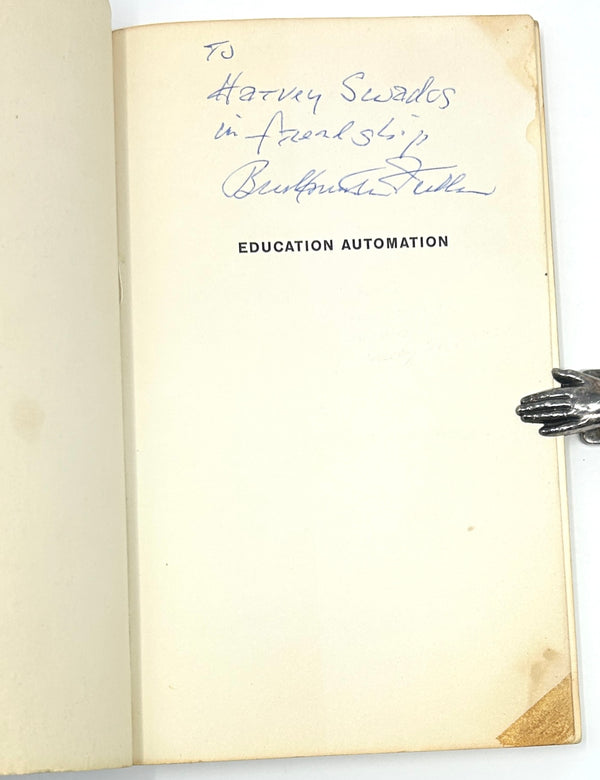 To
Harvey Swados
in friendship
Buckminster Fuller
EDUCATION AUTOMATION